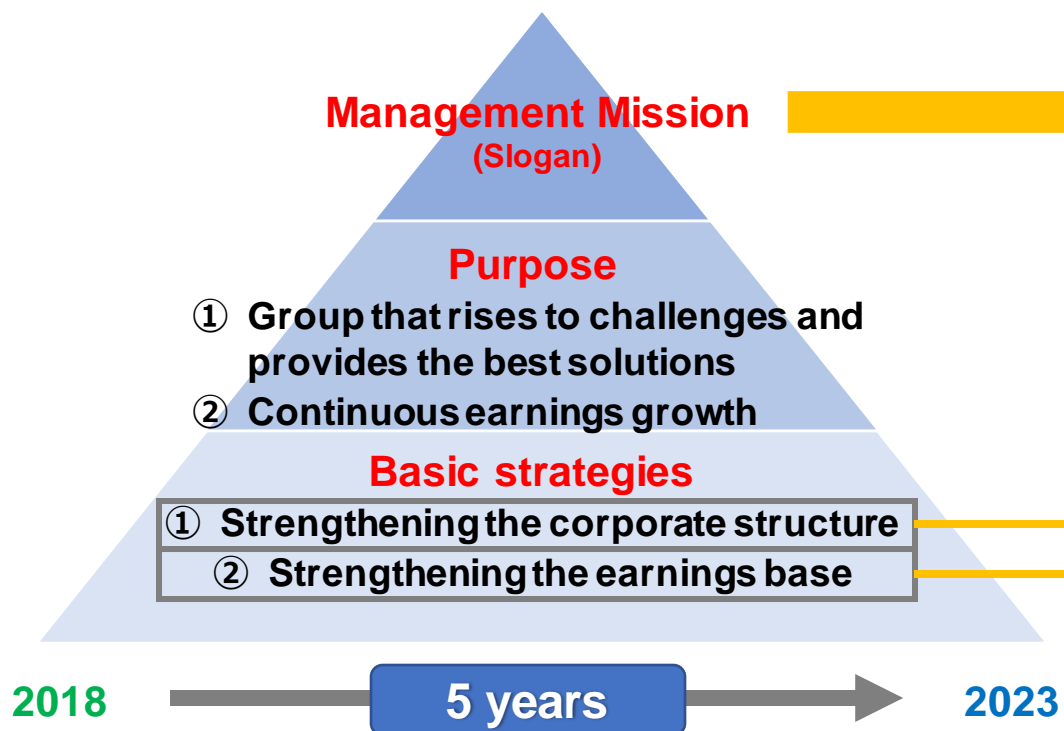 Management Mission
(Slogan)
Purpose
① Group that rises to challenges and
provides the best solutions
② Continuous earnings growth
Basic strategies
① Strengthening the corporate structure
② Strengthening the earnings base
2018 5 years 2023